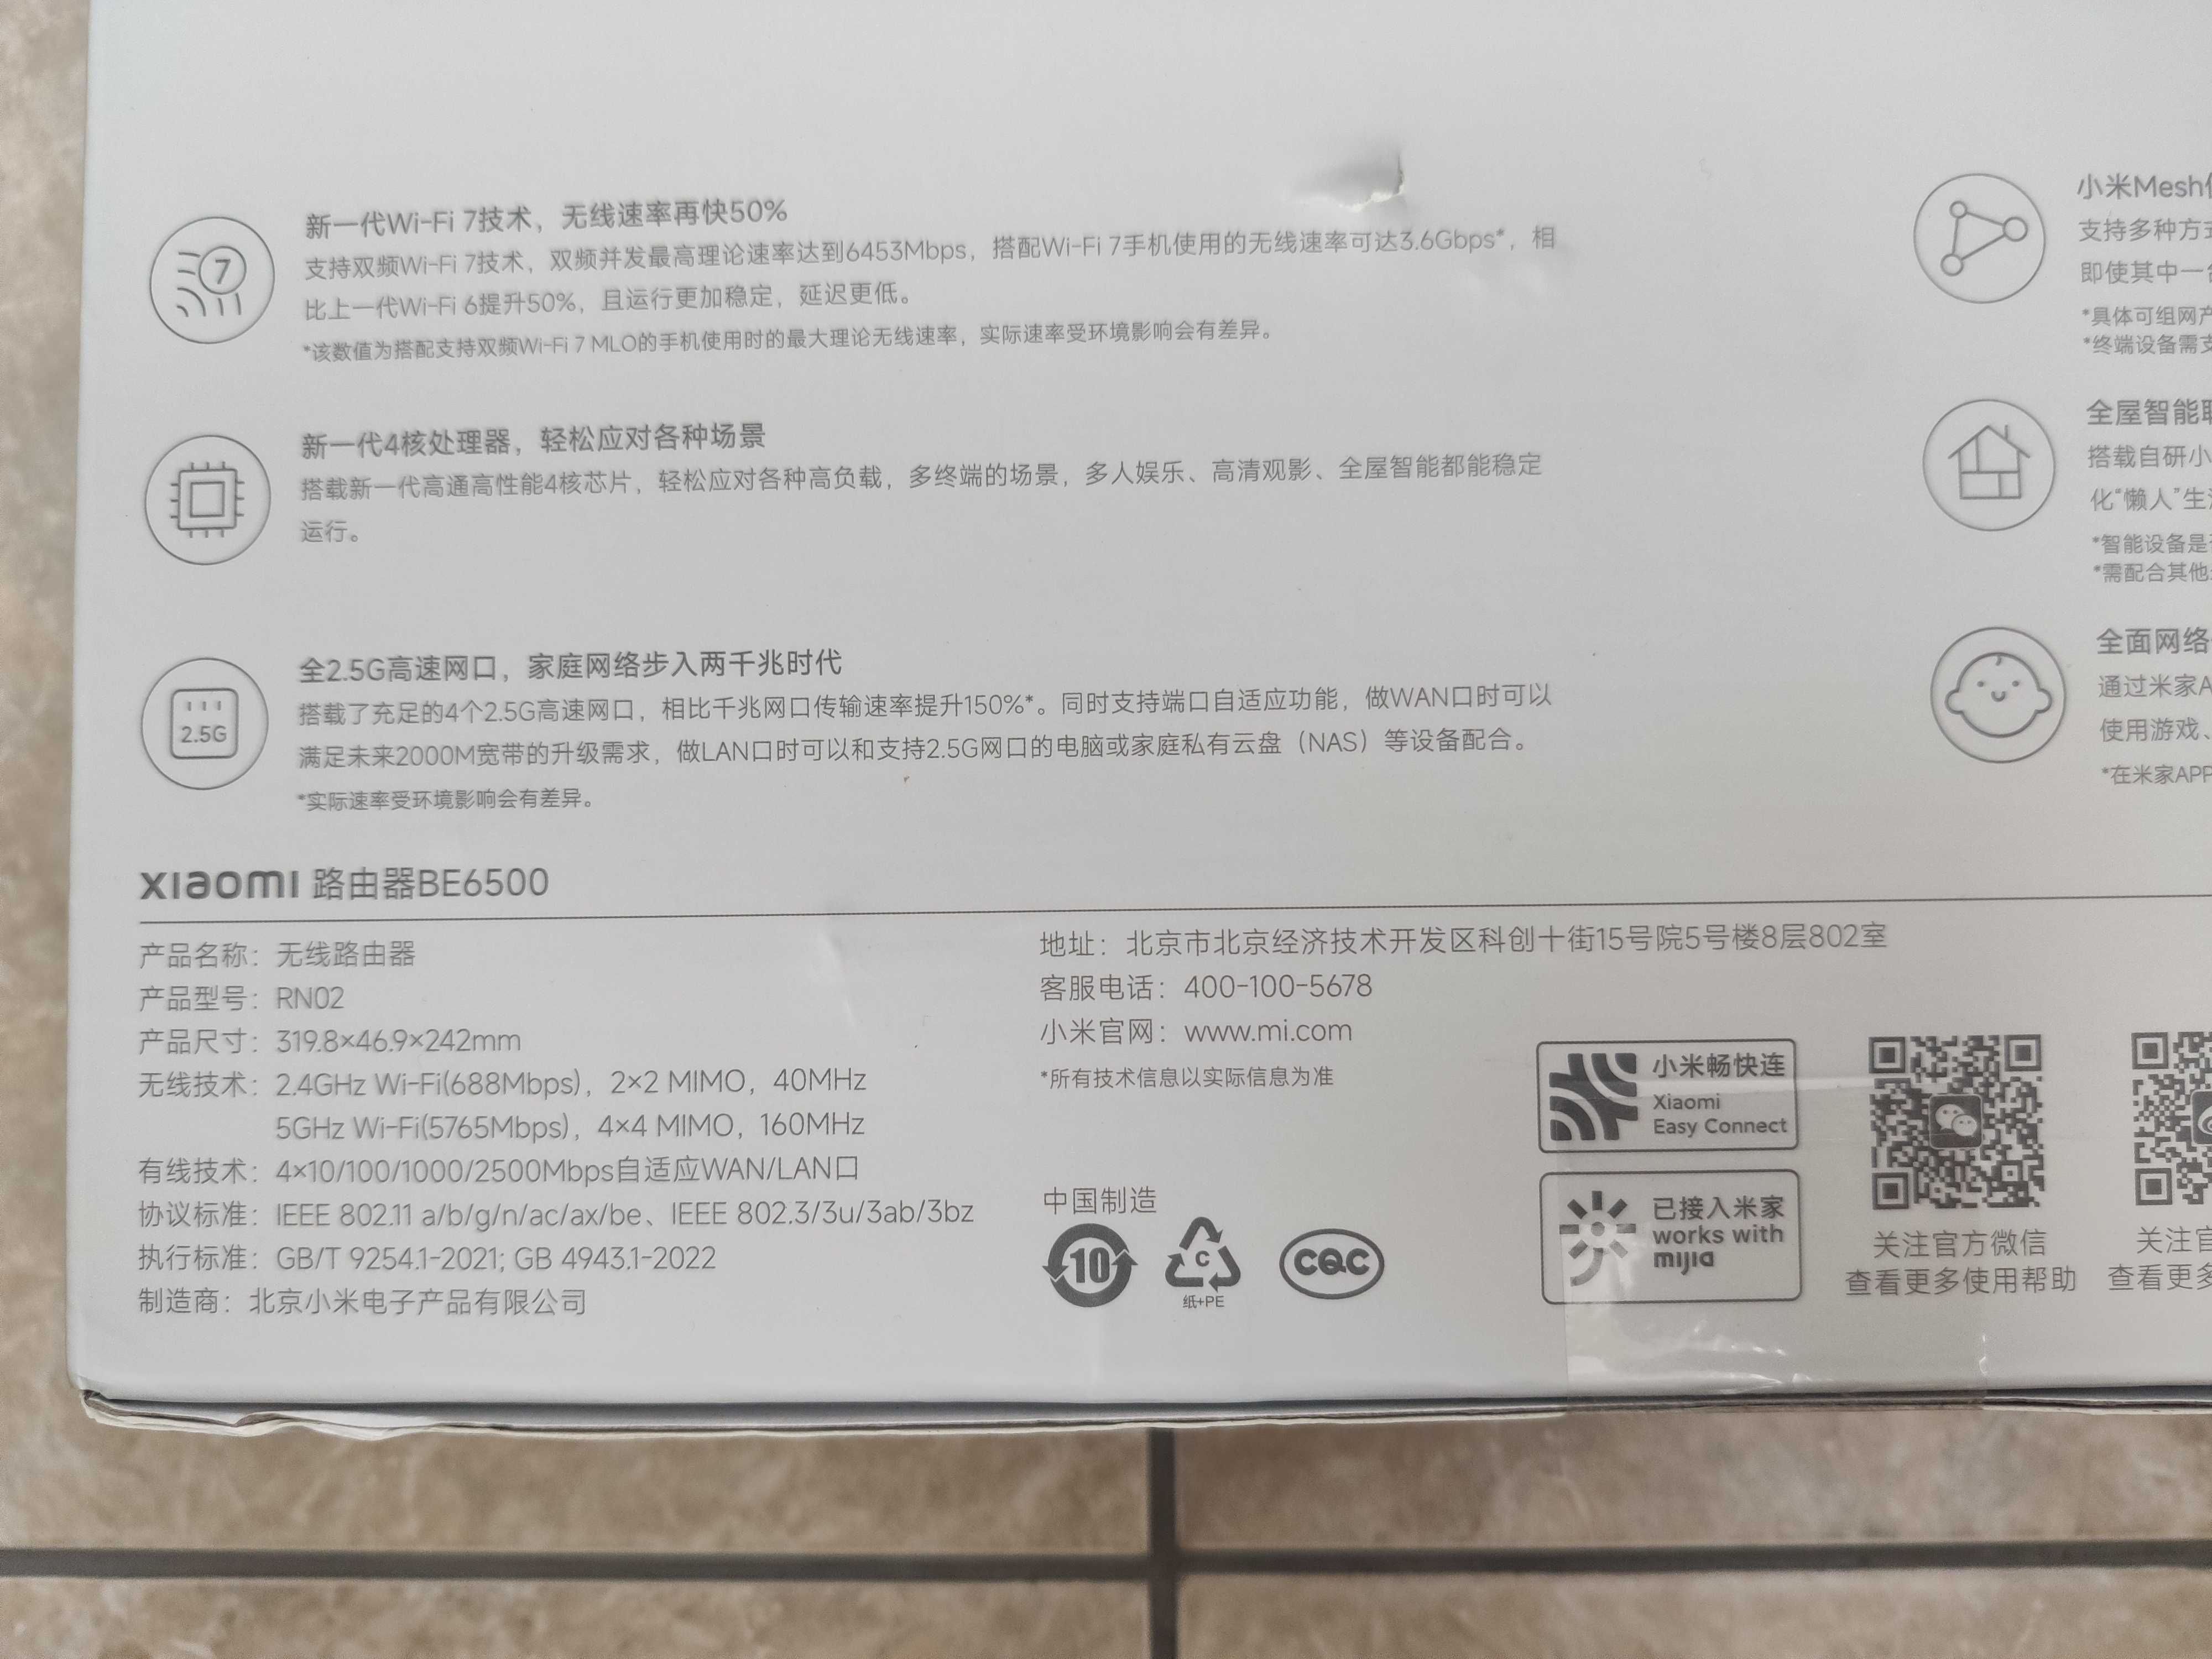 新一代Wi-Fi 7技术，无线速率再快50%
支持双频Wi-Fi 7技术，双频并发最高理论速率达到6453Mbps，搭配Wi-Fi 7手机使用的无线速率可达3.6Gbps*，相
比上一代Wi-Fi 6提升50%，且运行更加稳定，延迟更低。
*该数值为搭配支持双频Wi-Fi 7 MLO的手机使用时的最大理论无线速率，实际速率受环境影响会有差异。
7
新一代4核处理器，轻松应对各种场景
搭载新一代高通高性能4核芯片，轻松应对各种高负载，多终端的场景，多人娱乐、高清观影、全屋智能都能稳定
运行。
全2.5G高速网口，家庭网络步入两千兆时代
搭载了充足的4个2.5G高速网口，相比千兆网口传输速率提升150%*。同时支持端口自适应功能，做WAN口时可以
满足未来2000M宽带的升级需求，做LAN口时可以和支持2.5G网口的电脑或家庭私有云盘（NAS）等设备配合。
*实际速率受环境影响会有差异。
2.5G
小米Mesh
支持多种方式
即使其中一台
*具体可组网产
*终端设备需支
全屋智能联
搭载自研小
化“懒人”生活
*智能设备是否
*需配合其他
全面网络
通过米家A
使用游戏、
*在米家APP
xiaomi 路由器BE6500
产品名称：无线路由器
产品型号：RN02
产品尺寸：319.8×46.9×242mm
无线技术：2.4GHz Wi-Fi(688Mbps)，2×2 MIMO，40MHz
5GHz Wi-Fi(5765Mbps)，4×4 MIMO，160MHz
有线技术：4×10/100/1000/2500Mbps自适应WAN/LAN口
协议标准：IEEE 802.11 a/b/g/n/ac/ax/be、IEEE 802.3/3u/3ab/3bz
执行标准：GB/T 9254.1-2021; GB 4943.1-2022
制造商：北京小米电子产品有限公司
地址：北京市北京经济技术开发区科创十街15号院5号楼8层802室
客服电话：400-100-5678
小米官网：www.mi.com
*所有技术信息以实际信息为准
中国制造
10
C
纸+PE
CQC
小米畅快连
Xiaomi
Easy Connect
已接入米家
works with
mijia
关注官方微信
查看更多使用帮助
关注官
查看更多